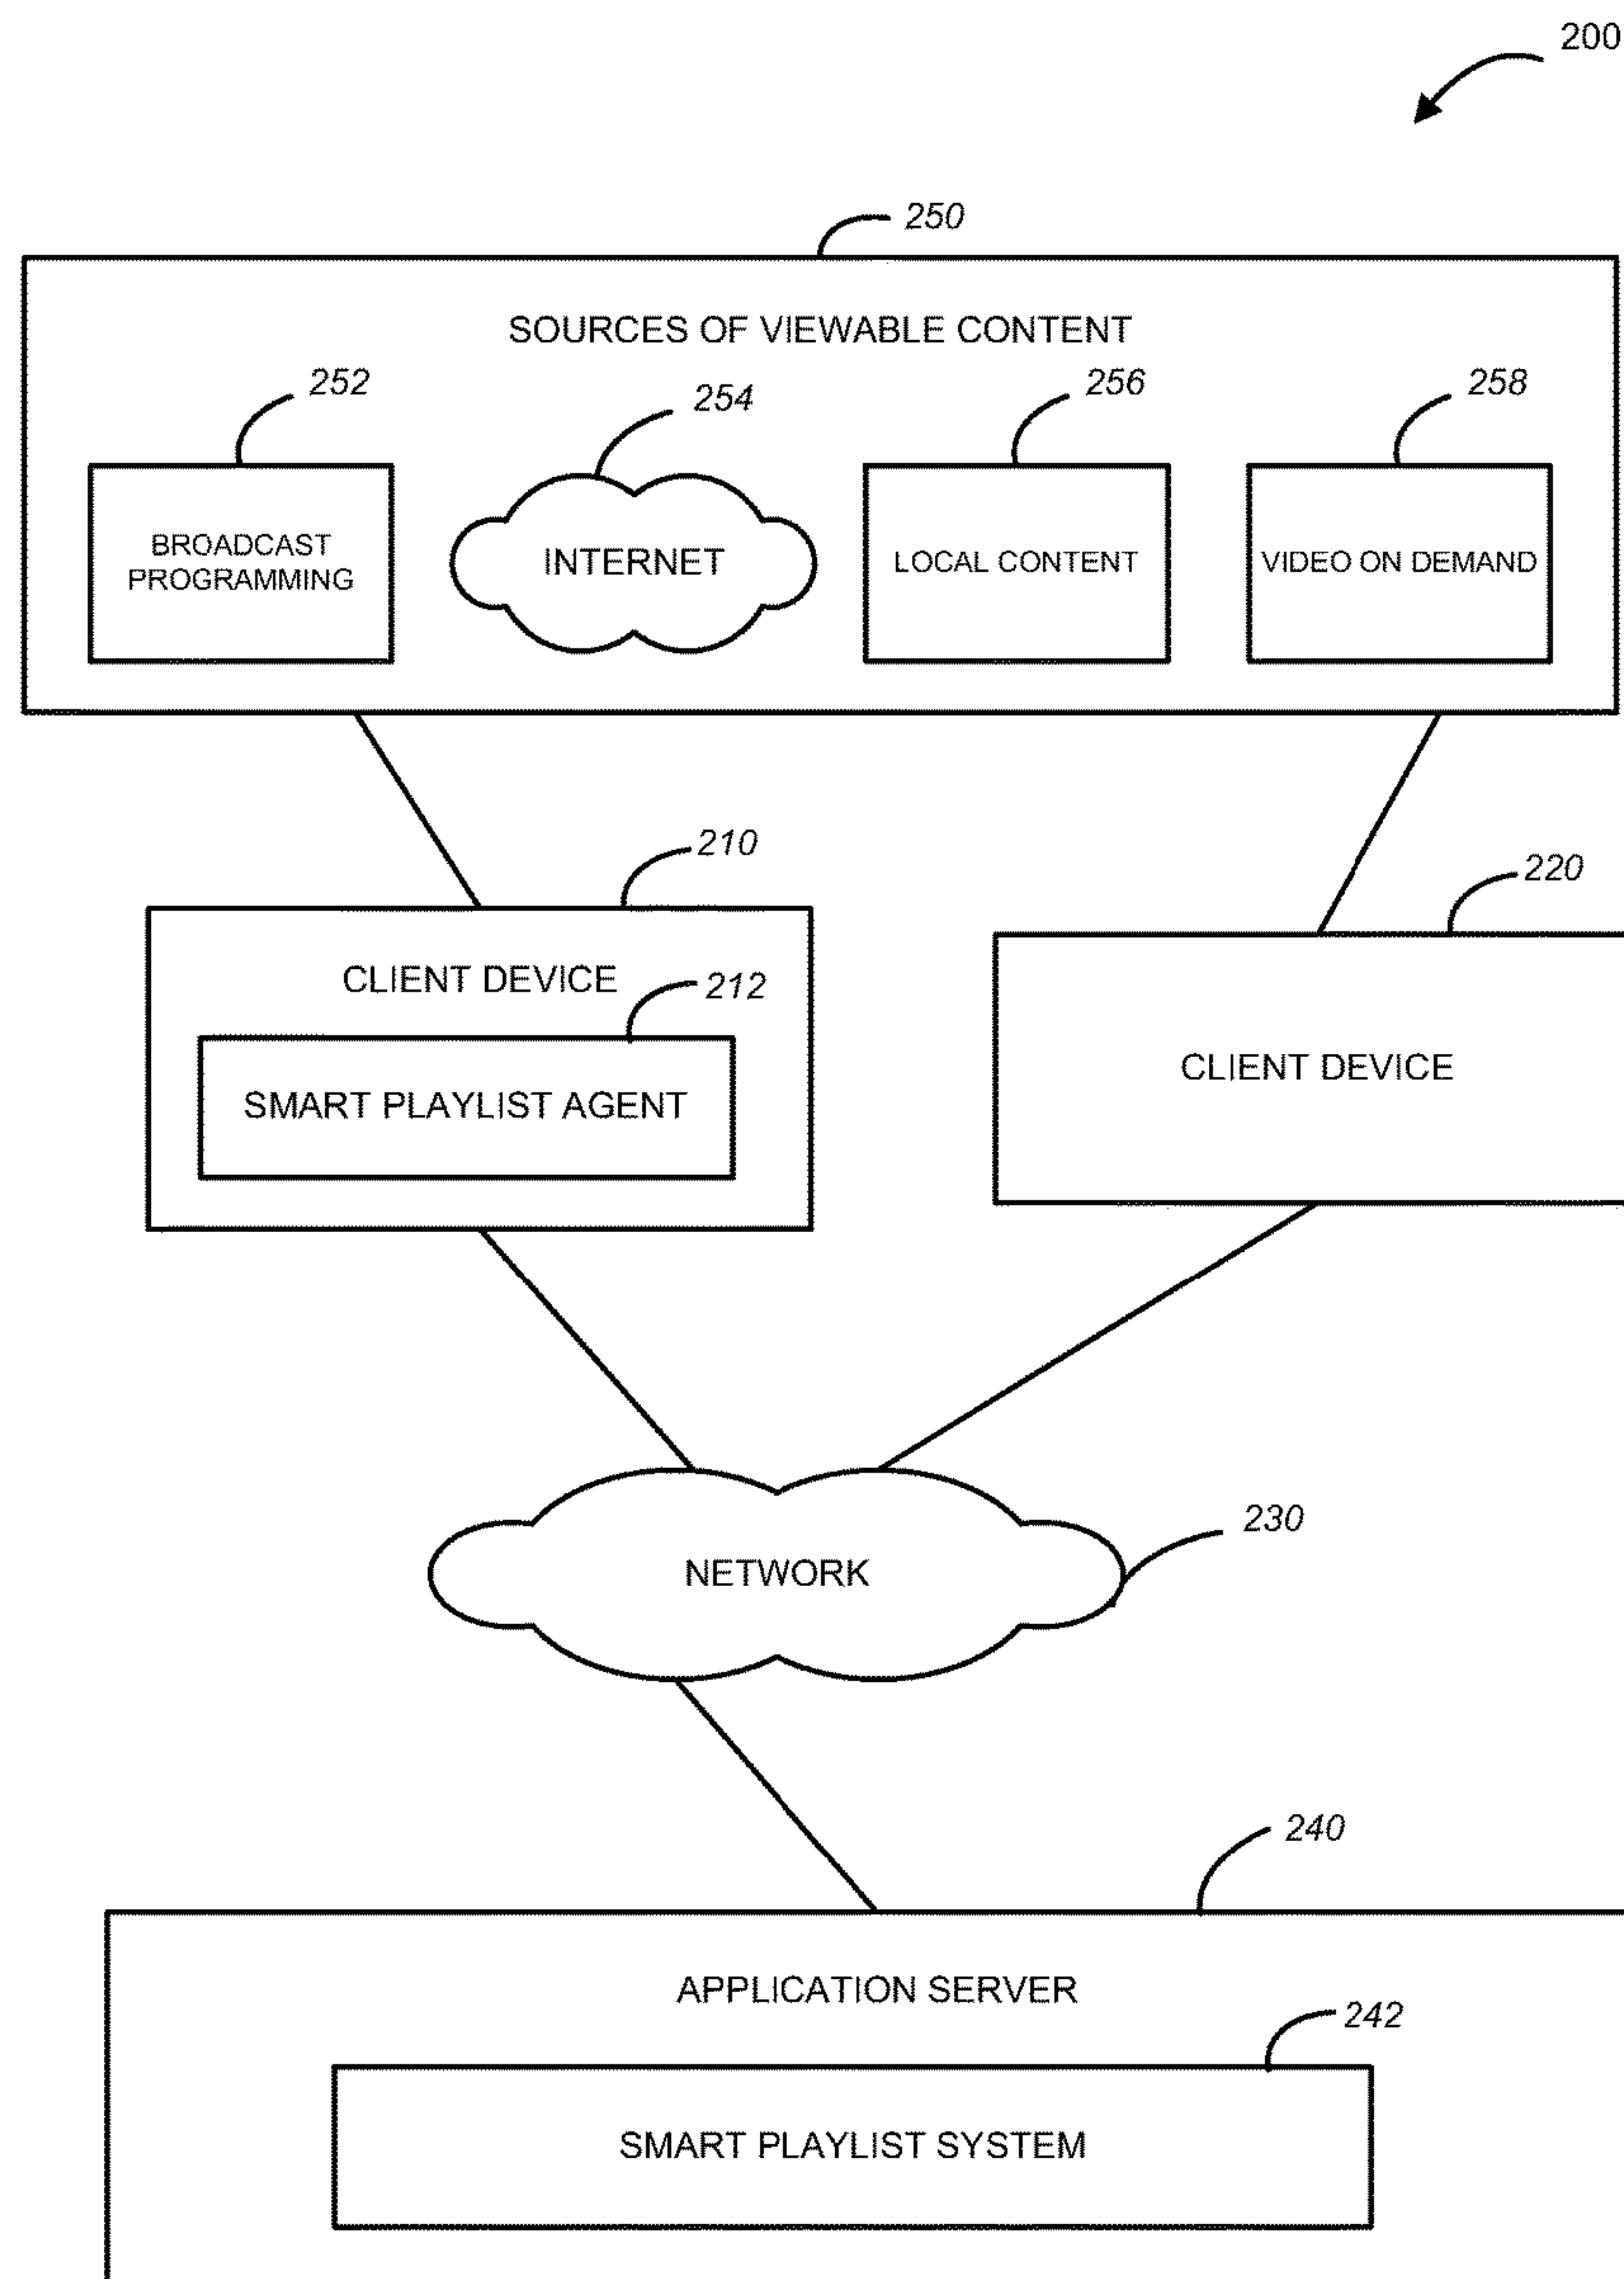 200
250
SOURCES OF VIEWABLE CONTENT
252
254
256
258
BROADCAST
PROGRAMMING
INTERNET
LOCAL CONTENT
VIDEO ON DEMAND
210
220
CLIENT DEVICE
212
SMART PLAYLIST AGENT
CLIENT DEVICE
230
NETWORK
240
APPLICATION SERVER
242
SMART PLAYLIST SYSTEM